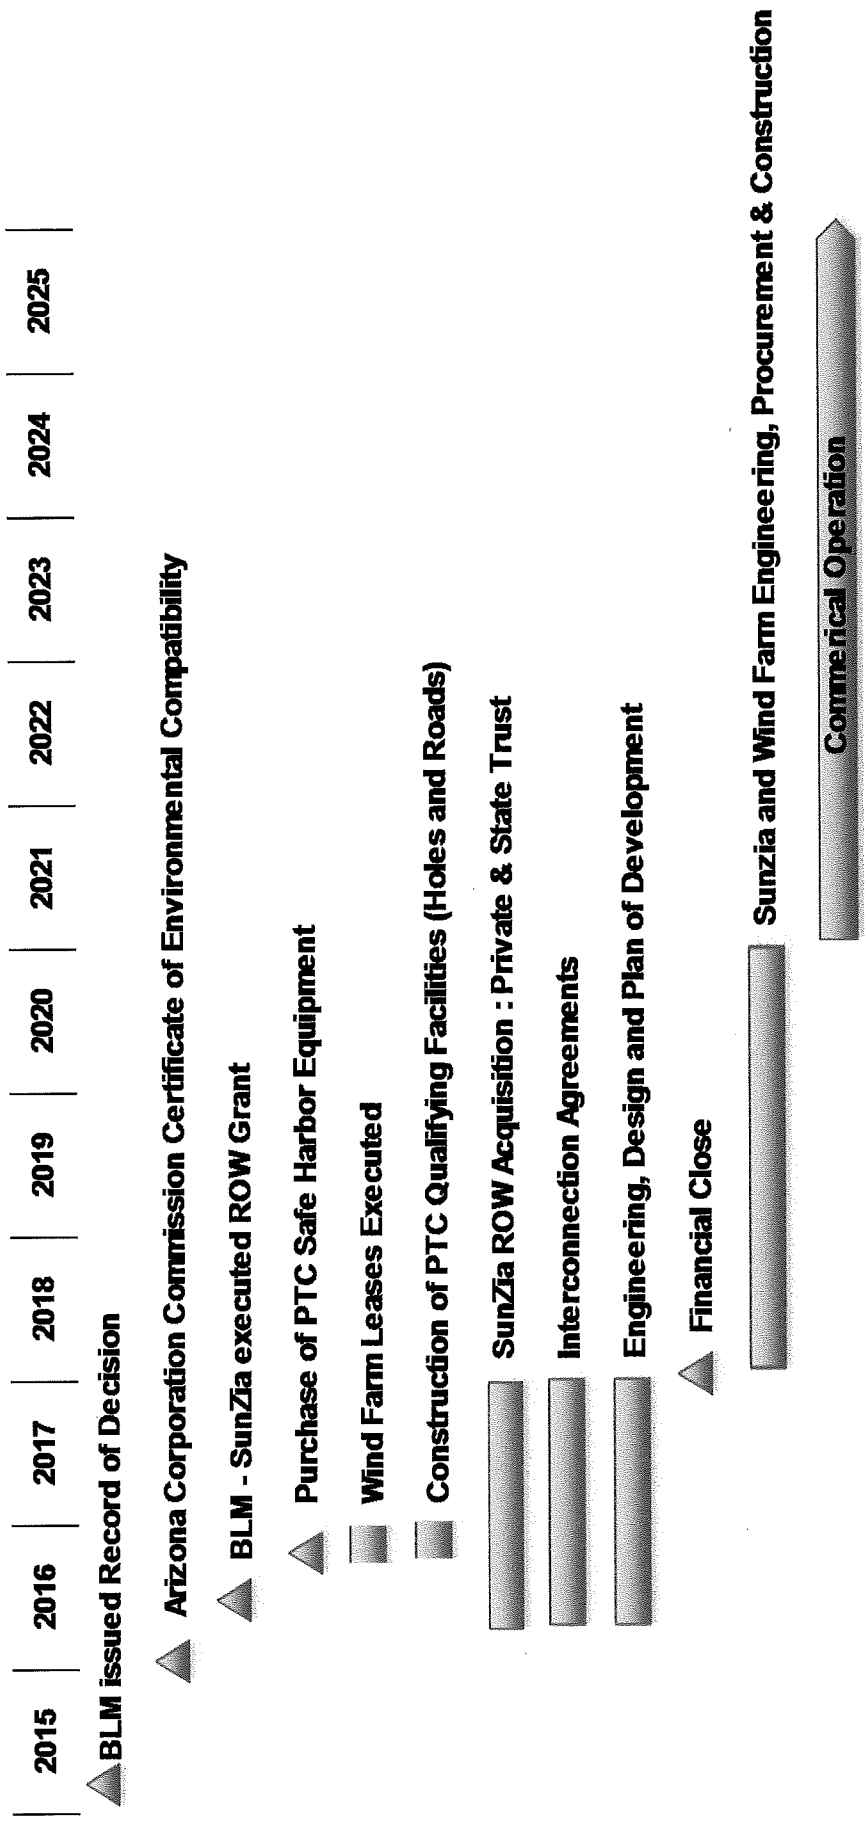 2015 2016 2017 2018 2019 2020 2021 2022 2023 2024 2025
BLM issued Record of Decision
Arizona Corporation Commission Certificate of Environmental Compatibility
BLM - SunZia executed ROW Grant
Purchase of PTC Safe Harbor Equipment
Wind Farm Leases Executed
Construction of PTC Qualifying Facilities (Holes and Roads)
SunZia ROW Acquisition : Private & State Trust
Interconnection Agreements
Engineering, Design and Plan of Development
Financial Close
Sunzia and Wind Farm Engineering, Procurement & Construction
Commerical Operation